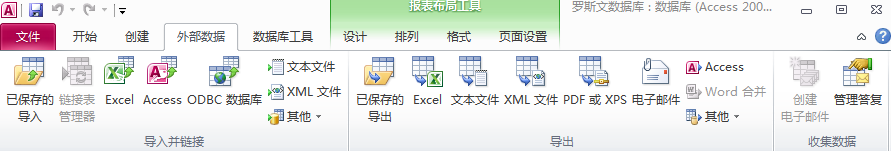 报表布局工具
罗斯文数据库 : 数据库 (Access 200...
文件 开始 创建 外部数据 数据库工具 设计 排列 格式 页面设置
已保存的
导入
链接表
管理器
Excel
Access
ODBC 数据库
文本文件
XML 文件
其他
导入并链接
已保存的
导出
Excel
文本文件
XML 文件
PDF 或 XPS
电子邮件
Access
Word 合并
其他
导出
创建
电子邮件
管理答复
收集数据